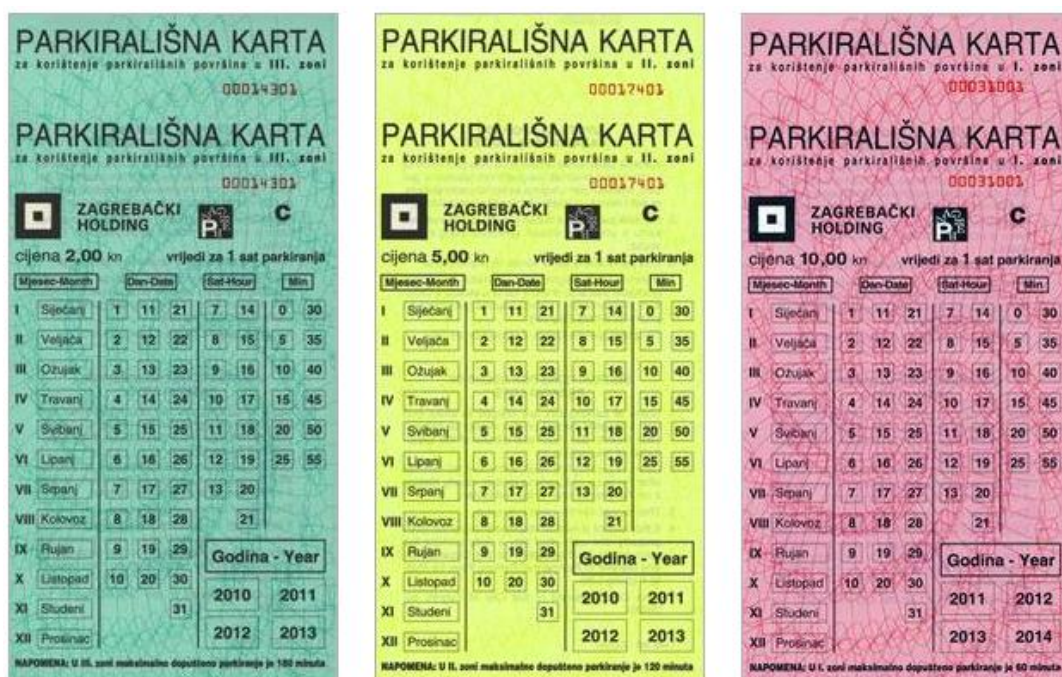 PARKIRALIŠNA KARTA
za korištenje parkirališnih površina u III. zoni
00014301
PARKIRALIŠNA KARTA
za korištenje parkirališnih površina u III. zoni
00014301
ZAGREBAČKI
HOLDING
P
C
cijena 2,00 kn vrijedi za 1 sat parkiranja
Mjesec-Month Dan-Date Sat-Hour Min
I Siječanj 1 11 21 7 14 0 30
II Veljača 2 12 22 8 15 5 35
III Ožujak 3 13 23 9 16 10 40
IV Travanj 4 14 24 10 17 15 45
V Svibanj 5 15 25 11 18 20 50
VI Lipanj 6 16 26 12 19 25 55
VII Srpanj 7 17 27 13 20
VIII Kolovoz 8 18 28 21
IX Rujan 9 19 29
Godina - Year
X Listopad 10 20 30
2010 2011
XI Studeni 31
2012 2013
XII Prosinac
NAPOMENA: U III. zoni maksimalno dopušteno parkiranje je 180 minuta
PARKIRALIŠNA KARTA
za korištenje parkirališnih površina u II. zoni
00017401
PARKIRALIŠNA KARTA
za korištenje parkirališnih površina u II. zoni
00017401
ZAGREBAČKI
HOLDING
P
C
cijena 5,00 kn vrijedi za 1 sat parkiranja
Mjesec-Month Dan-Date Sat-Hour Min
I Siječanj 1 11 21 7 14 0 30
II Veljača 2 12 22 8 15 5 35
III Ožujak 3 13 23 9 16 10 40
IV Travanj 4 14 24 10 17 15 45
V Svibanj 5 15 25 11 18 20 50
VI Lipanj 6 16 26 12 19 25 55
VII Srpanj 7 17 27 13 20
VIII Kolovoz 8 18 28 21
IX Rujan 9 19 29
Godina - Year
X Listopad 10 20 30
2010 2011
XI Studeni 31
2012 2013
XII Prosinac
NAPOMENA: U II. zoni maksimalno dopušteno parkiranje je 120 minuta
PARKIRALIŠNA KARTA
za korištenje parkirališnih površina u I. zoni
00031001
PARKIRALIŠNA KARTA
za korištenje parkirališnih površina u I. zoni
00031001
ZAGREBAČKI
HOLDING
P
C
cijena 10,00 kn vrijedi za 1 sat parkiranja
Mjesec-Month Dan-Date Sat-Hour Min
I Siječanj 1 11 21 7 14 0 30
II Veljača 2 12 22 8 15 5 35
III Ožujak 3 13 23 9 16 10 40
IV Travanj 4 14 24 10 17 15 45
V Svibanj 5 15 25 11 18 20 50
VI Lipanj 6 16 26 12 19 25 55
VII Srpanj 7 17 27 13 20
VIII Kolovoz 8 18 28 21
IX Rujan 9 19 29
Godina - Year
X Listopad 10 20 30
2011 2012
XI Studeni 31
2013 2014
XII Prosinac
NAPOMENA: U I. zoni maksimalno dopušteno parkiranje je 60 minuta